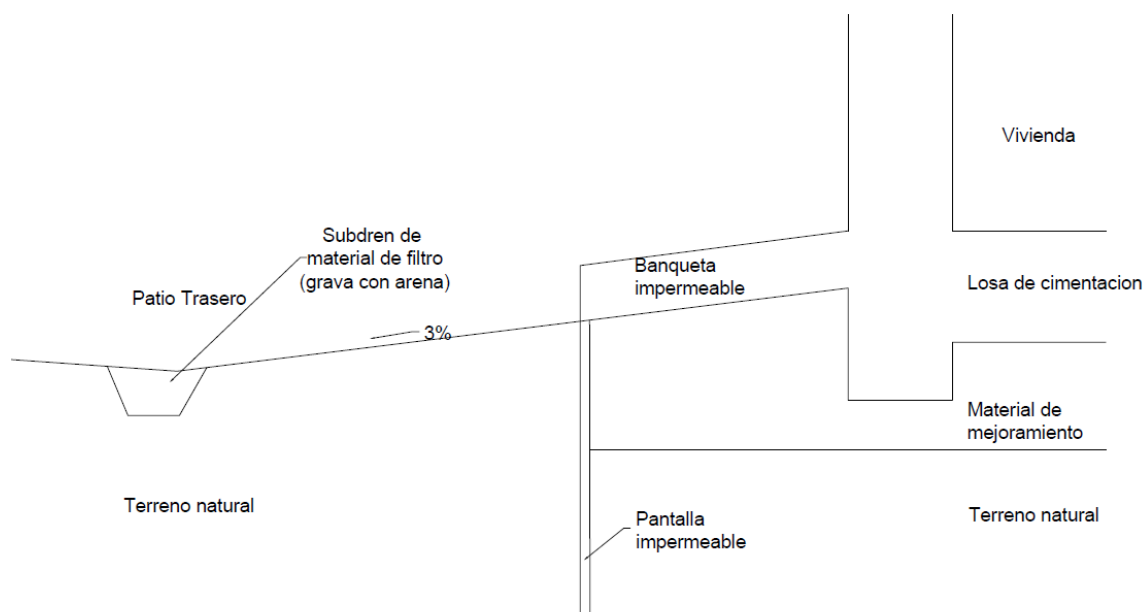 Vivienda
Subdren de
material de filtro
(grava con arena)
Banqueta
impermeable
Losa de cimentacion
Patio Trasero
3%
Material de
mejoramiento
Terreno natural
Pantalla
impermeable
Terreno natural